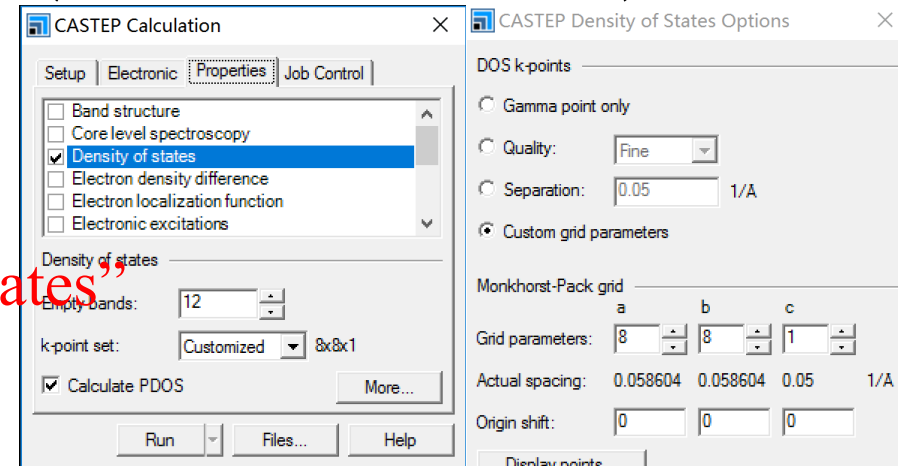 CASTEP Calculation
Setup Electronic Properties Job Control
Band structure
Core level spectroscopy
Density of states
Electron density difference
Electron localization function
Electronic excitations
Density of states
ates”
Empty bands: 12
k-point set: Customized 8x8x1
Calculate PDOS More...
Run Files... Help
CASTEP Density of States Options
DOS k-points
Gamma point only
Quality: Fine
Separation: 0.05 1/Å
Custom grid parameters
Monkhorst-Pack grid
a b c
Grid parameters: 8 8 1
Actual spacing: 0.058604 0.058604 0.05 1/Å
Origin shift: 0 0 0
Display points